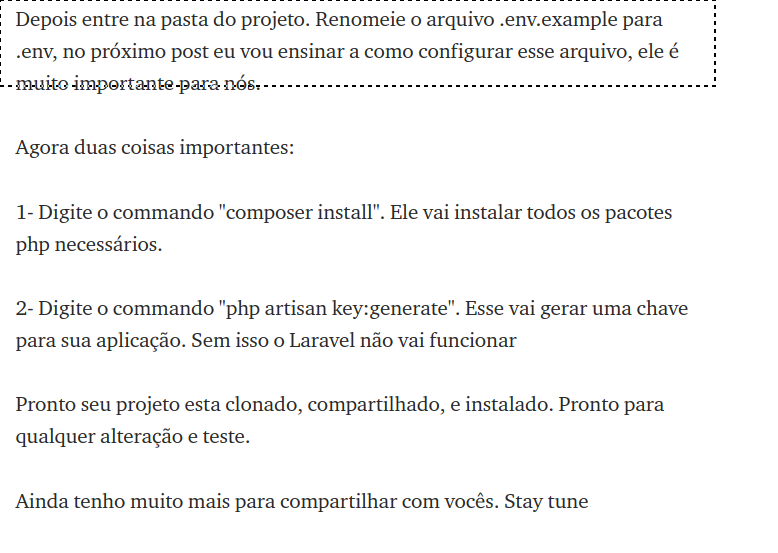 Depois entre na pasta do projeto. Renomeie o arquivo .env.example para
.env, no próximo post eu vou ensinar a como configurar esse arquivo, ele é
muito importante para nós.
Agora duas coisas importantes:
1- Digite o commando "composer install". Ele vai instalar todos os pacotes
php necessários.
2- Digite o commando "php artisan key:generate". Esse vai gerar uma chave
para sua aplicação. Sem isso o Laravel não vai funcionar
Pronto seu projeto esta clonado, compartilhado, e instalado. Pronto para
qualquer alteração e teste.
Ainda tenho muito mais para compartilhar com vocês. Stay tune